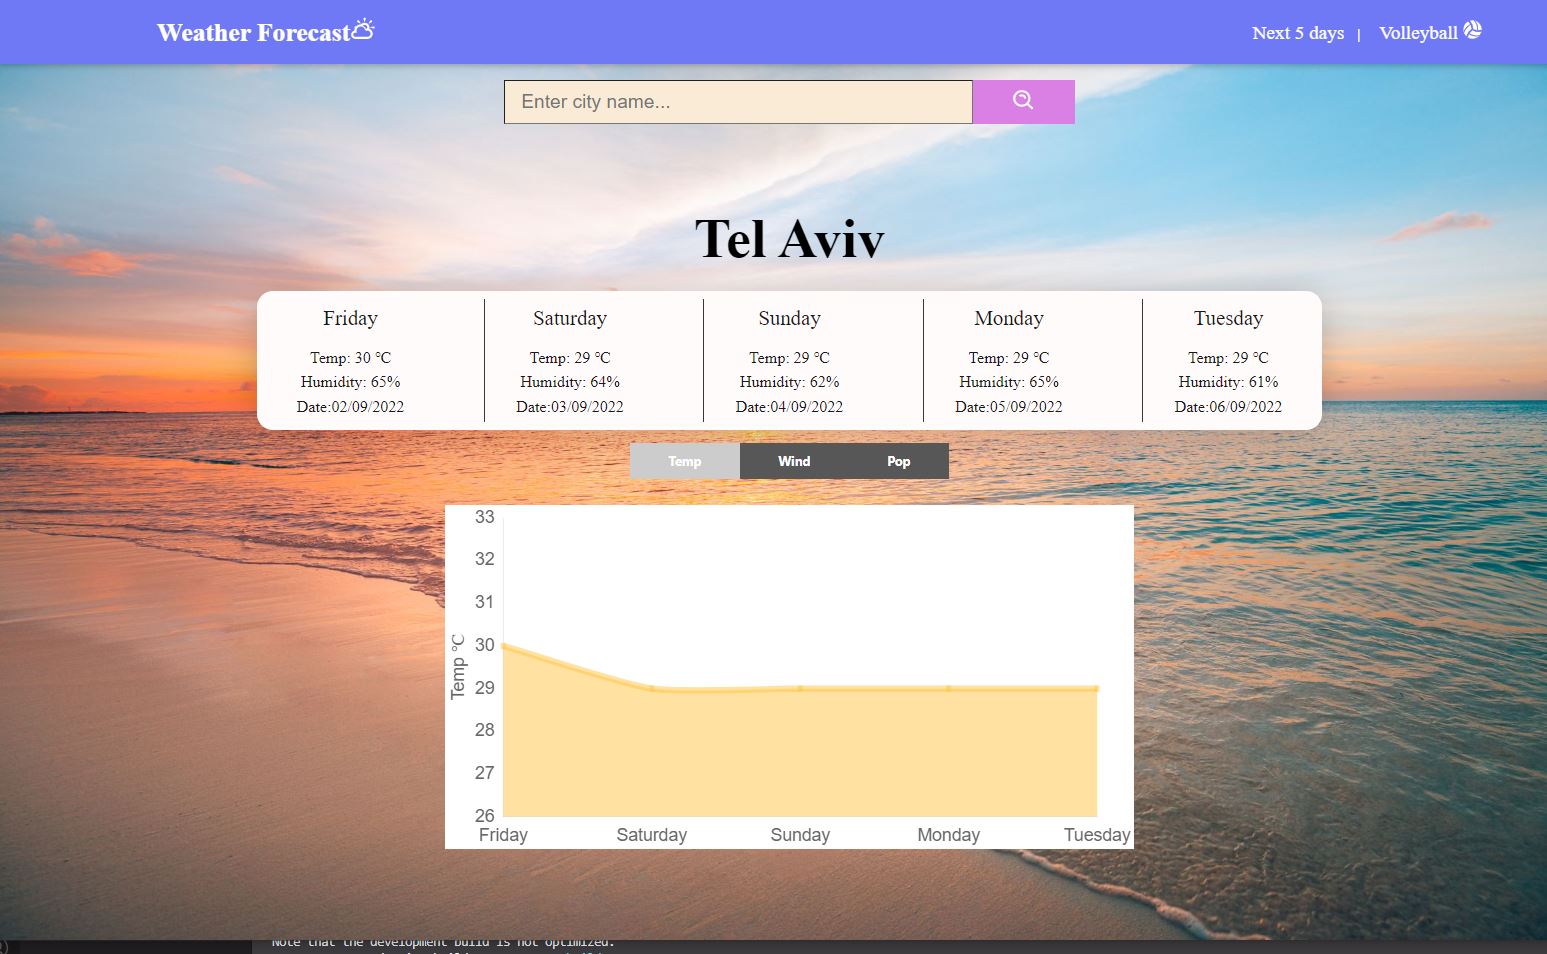 Weather Forecast
Next 5 days | Volleyball
Enter city name...
Tel Aviv
Friday
Temp: 30 °C
Humidity: 65%
Date:02/09/2022
Saturday
Temp: 29 °C
Humidity: 64%
Date:03/09/2022
Sunday
Temp: 29 °C
Humidity: 62%
Date:04/09/2022
Monday
Temp: 29 °C
Humidity: 65%
Date:05/09/2022
Tuesday
Temp: 29 °C
Humidity: 61%
Date:06/09/2022
Temp Wind Pop
Temp °C
33
32
31
30
29
28
27
26
Friday Saturday Sunday Monday Tuesday
Note that the development build is not optimized.